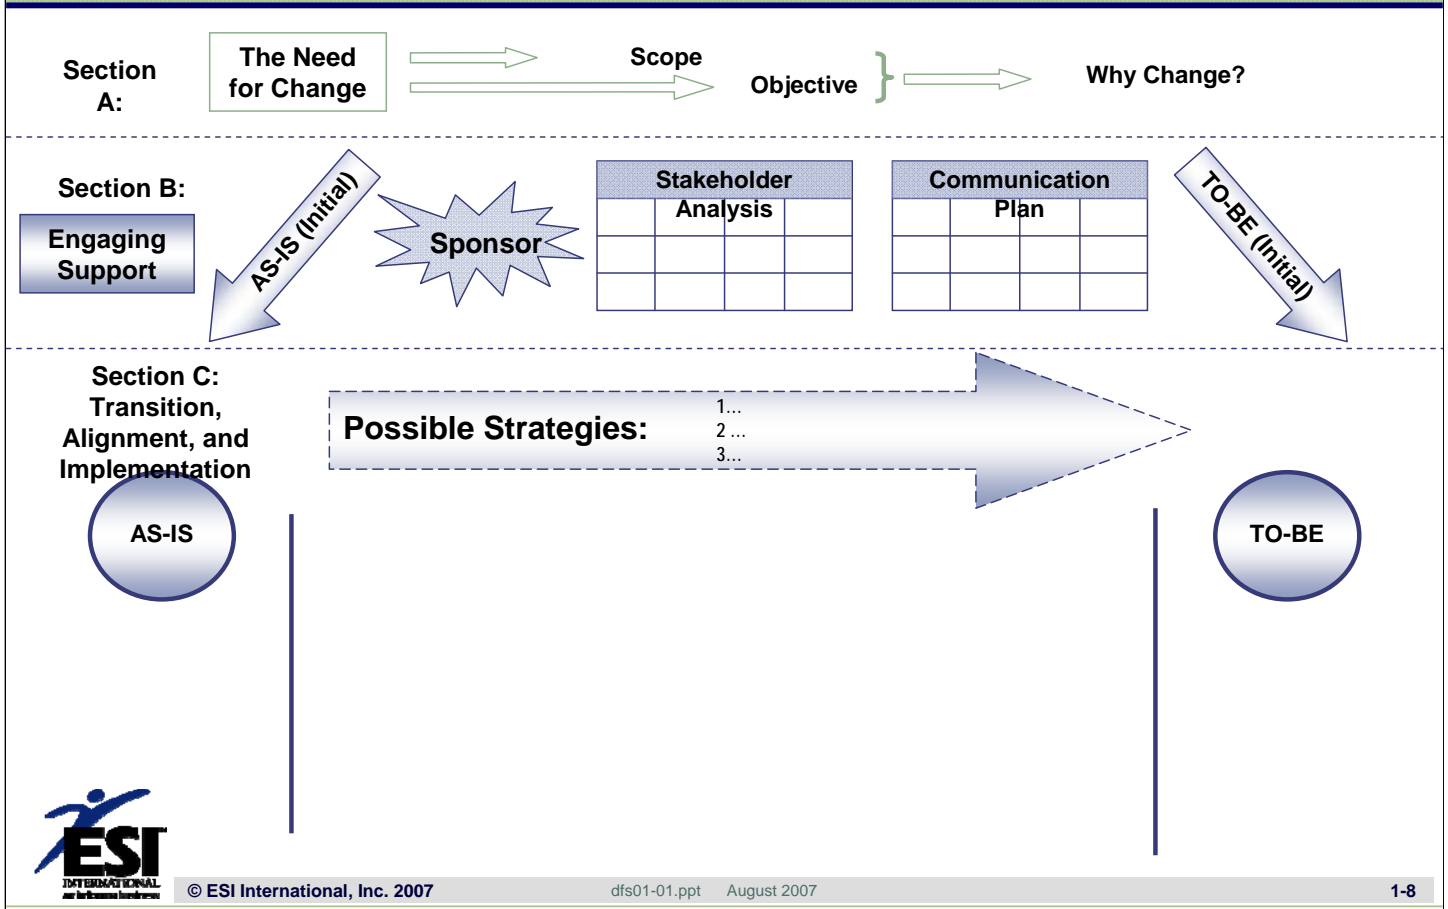 Section
A:
The Need
for Change
Scope
Objective
Why Change?
Section B:
Engaging
Support
AS-IS (Initial)
Sponsor
Stakeholder
Analysis
Communication
Plan
TO-BE (Initial)
Section C:
Transition,
Alignment, and
Implementation
Possible Strategies:
1...
2 ...
3...
AS-IS
TO-BE
ESI
INTERNATIONAL
© ESI International, Inc. 2007
dfs01-01.ppt August 2007
1-8